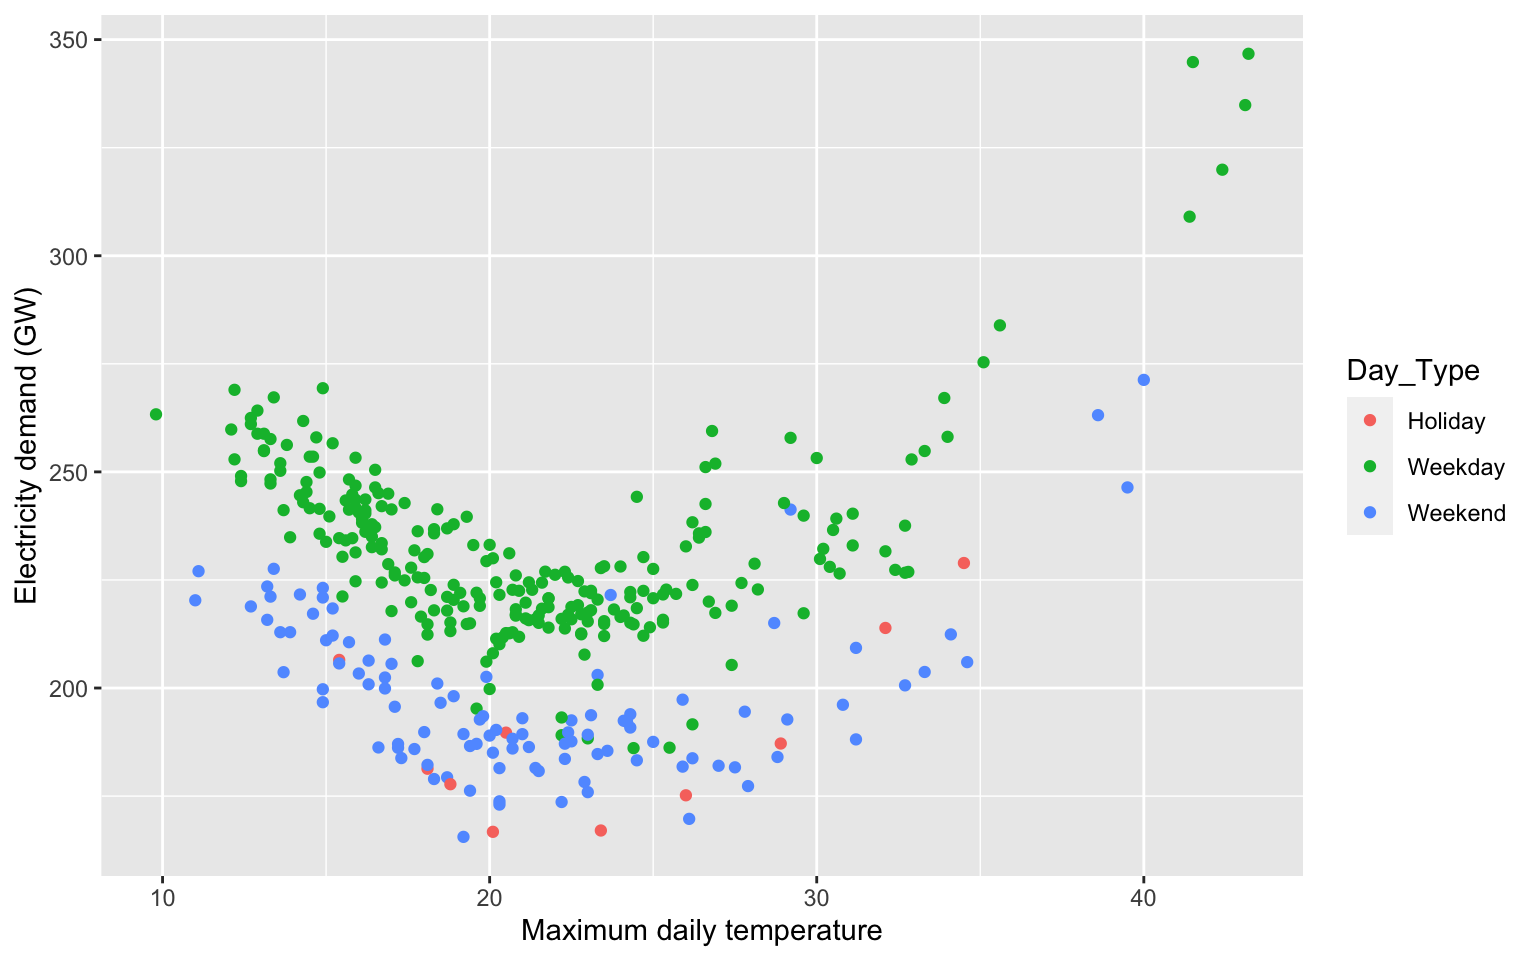 350
300
250
200
Electricity demand (GW)
10 20 30 40
Maximum daily temperature
Day_Type
Holiday
Weekday
Weekend